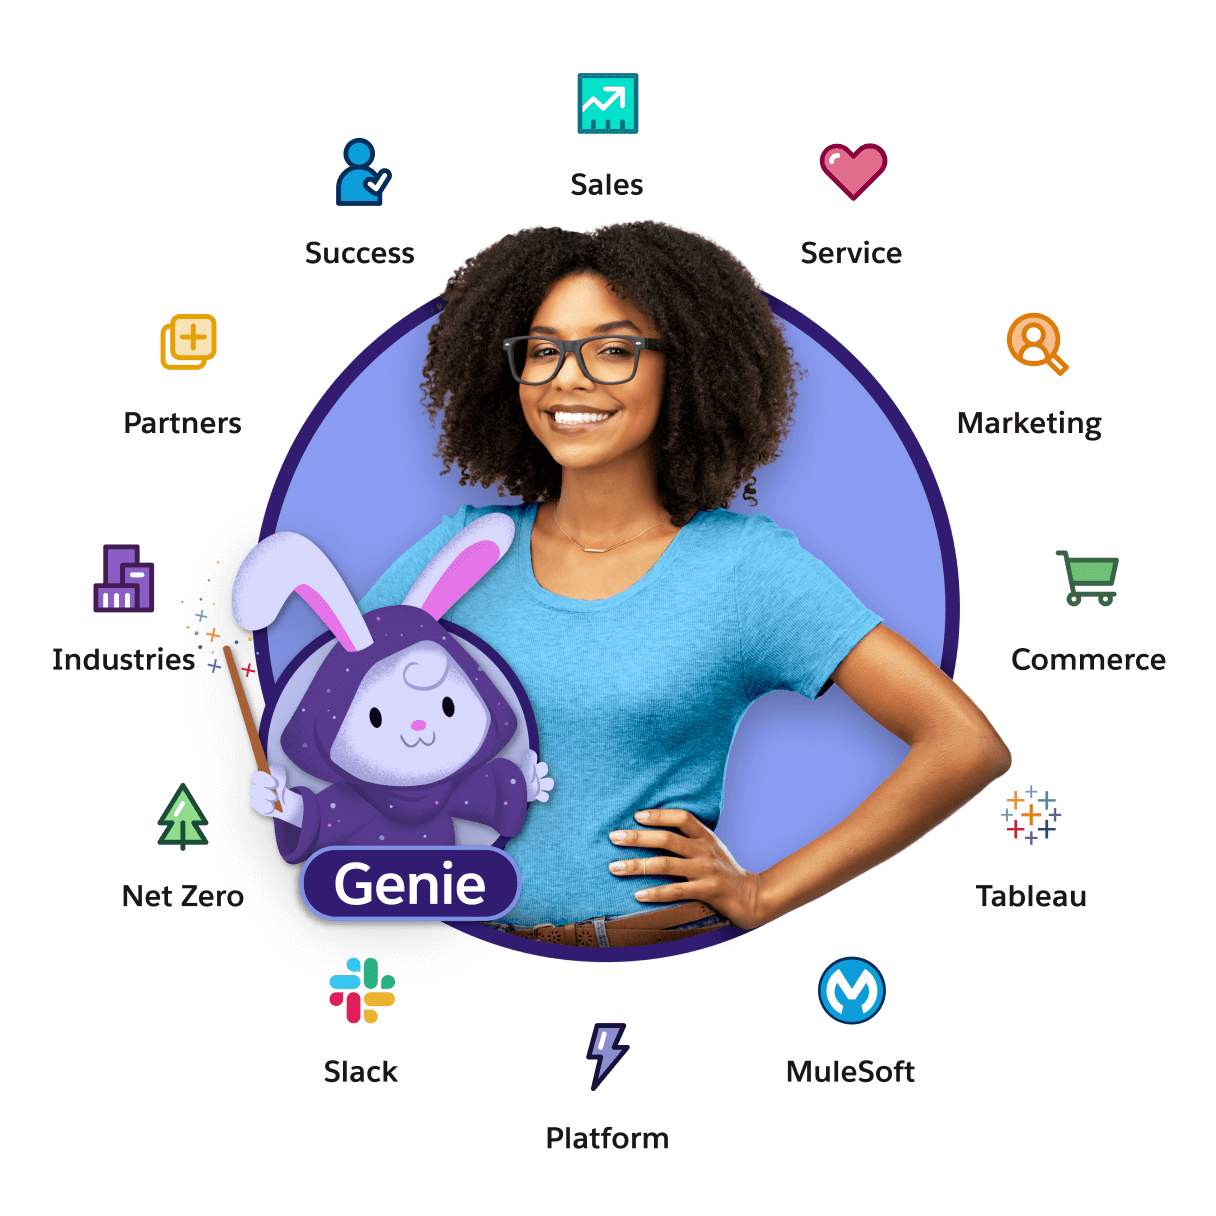 Sales
Success
Service
Partners
Marketing
Industries
Commerce
Net Zero
Genie
Tableau
Slack
MuleSoft
Platform